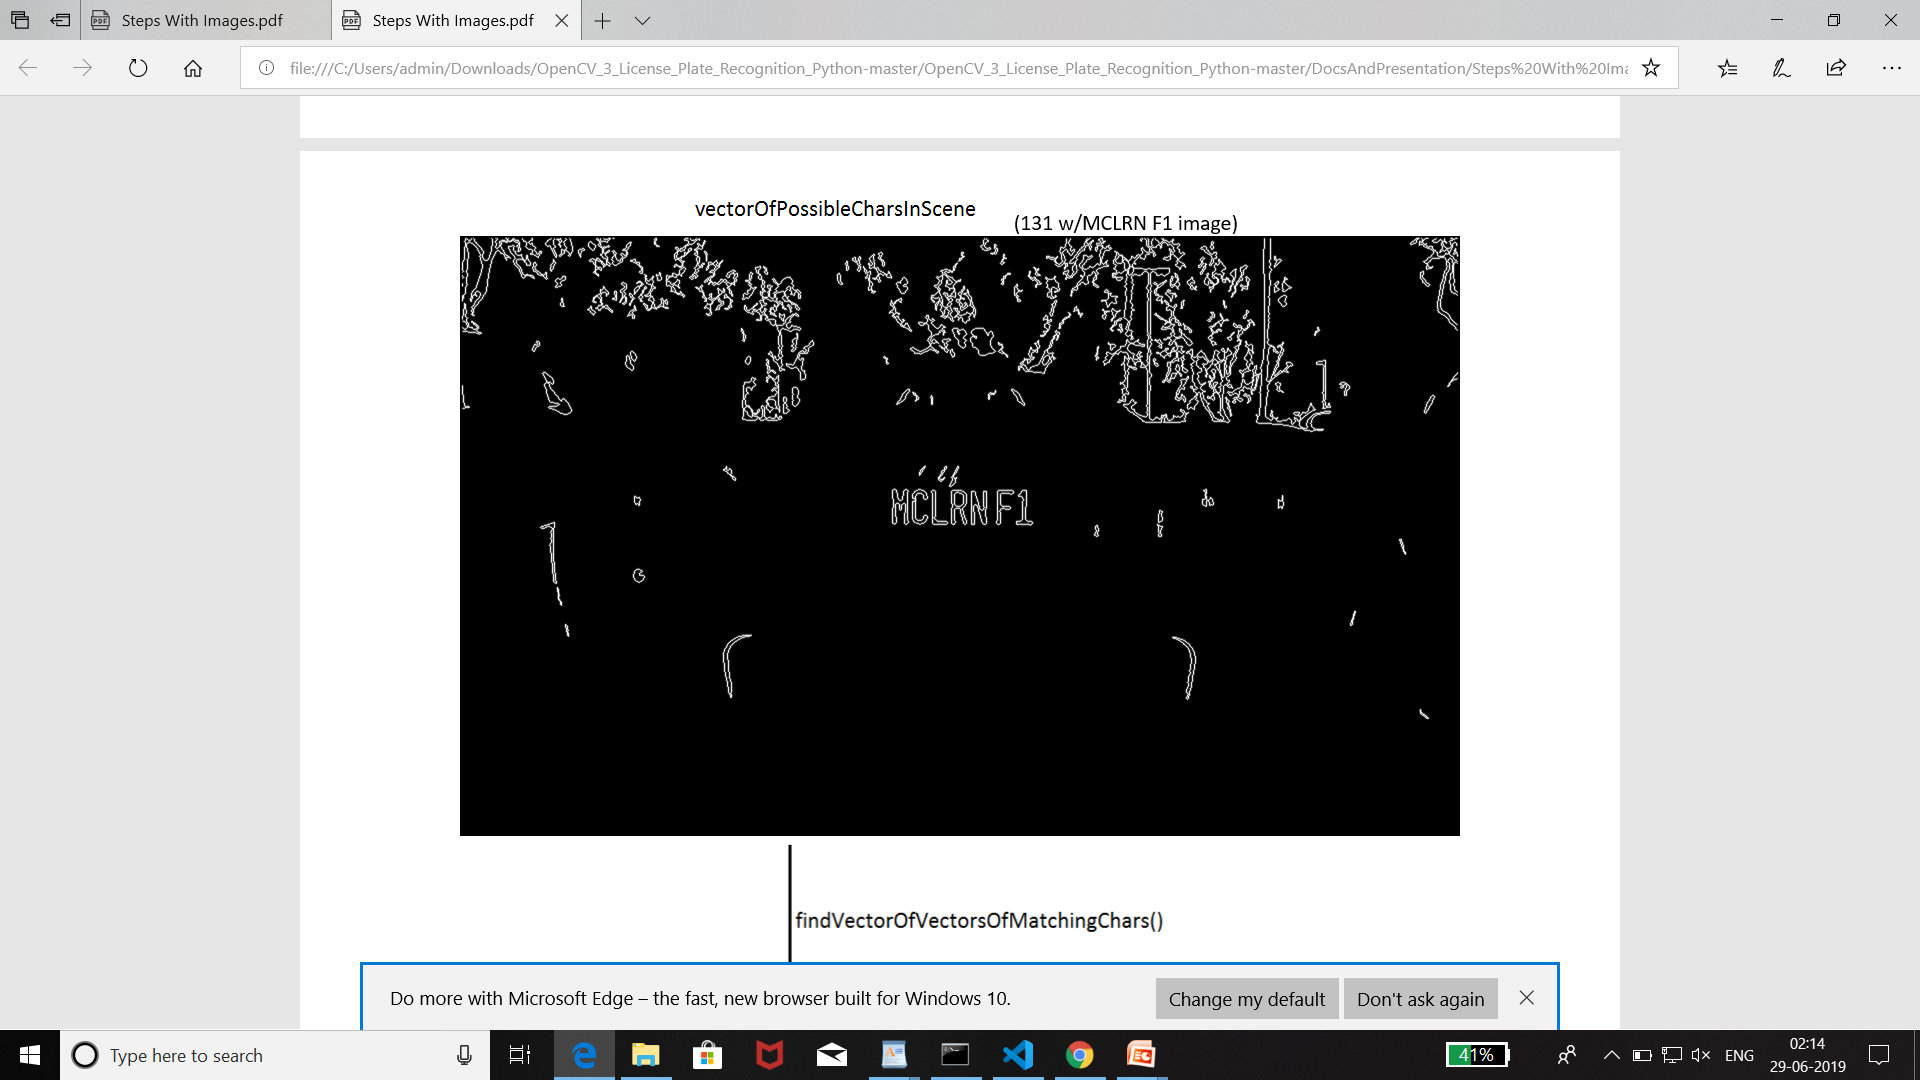 Steps With Images.pdf
Steps With Images.pdf
file:///C:/Users/admin/Downloads/OpenCV_3_License_Plate_Recognition_Python-master/OpenCV_3_License_Plate_Recognition_Python-master/DocsAndPresentation/Steps%20With%20Ima
vectorOfPossibleCharsInScene
(131 w/MCLRN F1 image)
MCLRN F1
findVectorOfVectorsOfMatchingChars()
Do more with Microsoft Edge – the fast, new browser built for Windows 10.
Change my default
Don't ask again
Type here to search
41%
ENG
02:14
29-06-2019